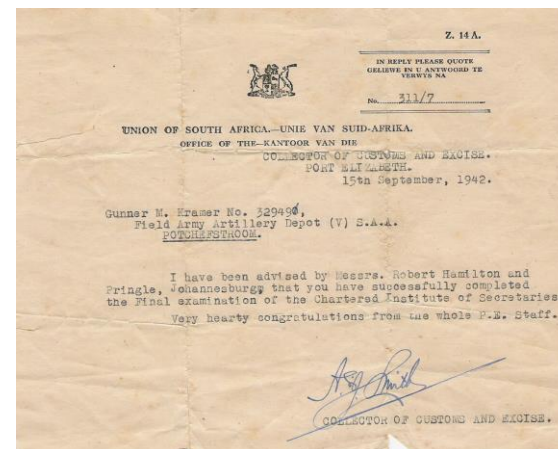 Z. 14 A.
IN REPLY PLEASE QUOTE
GELIEWE IN U ANTWOORD TE
VERWYS NA
No. 311/7
UNION OF SOUTH AFRICA.—UNIE VAN SUID-AFRIKA.
OFFICE OF THE—KANTOOR VAN DIE
COLLECTOR OF CUSTOMS AND EXCISE.
PORT ELIZABETH.
15th September, 1942.
Gunner M. Kramer No. 329490,
Field Army Artillery Depot (V) S.A.A.
POTCHEFSTROOM.
I have been advised by Messrs. Robert Hamilton and
Pringle, Johannesburg, that you have successfully completed
the Final examination of the Chartered Institute of Secretaries
Very hearty congratulations from the whole P.E. Staff.
Smith
COLLECTOR OF CUSTOMS AND EXCISE.